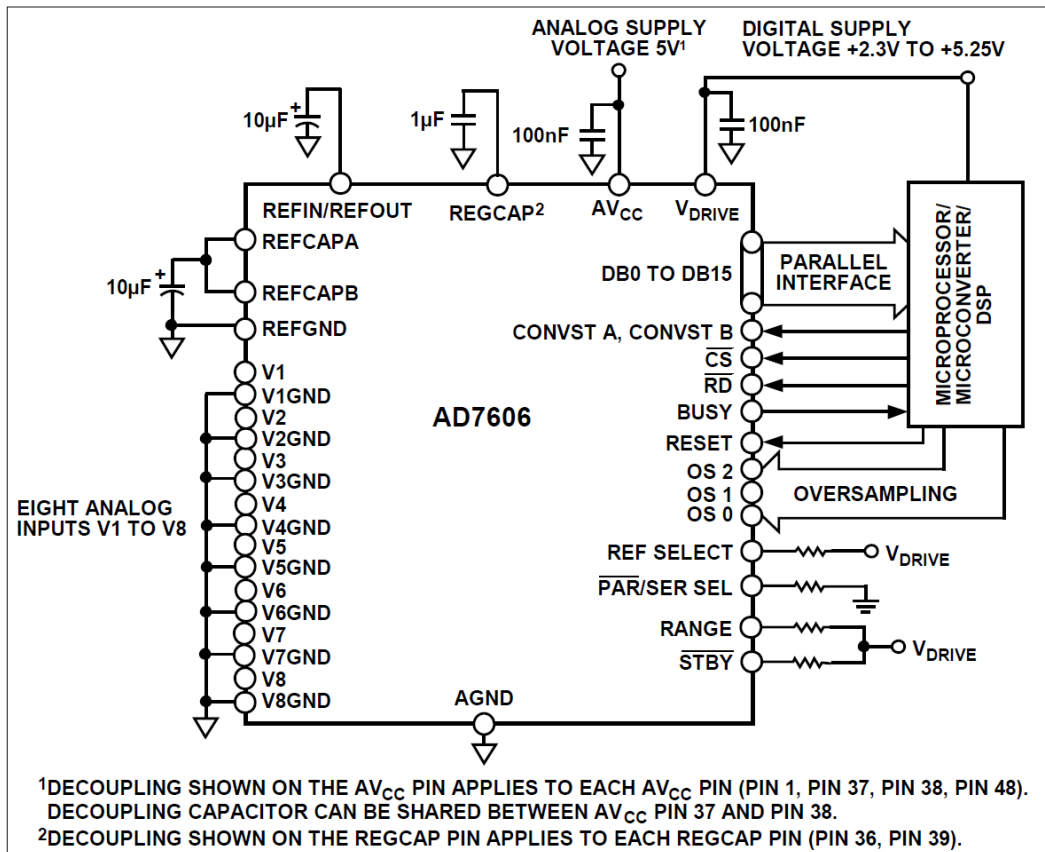 ANALOG SUPPLY
VOLTAGE 5V¹
DIGITAL SUPPLY
VOLTAGE +2.3V TO +5.25V
10µF
+
1µF
100nF
100nF
REFIN/REFOUT
REGCAP²
AVCC
VDRIVE
REFCAPA
+
10µF
REFCAPB
REFGND
DB0 TO DB15
PARALLEL
INTERFACE
MICROPROCESSOR/
MICROCONVERTER/
DSP
CONVST A, CONVST B
C̅S̅
R̅D̅
BUSY
RESET
OS 2
OS 1
OS 0
OVERSAMPLING
AD7606
V1
V1GND
V2
V2GND
V3
V3GND
V4
V4GND
V5
V5GND
V6
V6GND
V7
V7GND
V8
V8GND
EIGHT ANALOG
INPUTS V1 TO V8
REF SELECT
VDRIVE
P̅A̅R̅/SER SEL
RANGE
S̅T̅B̅Y̅
VDRIVE
AGND
¹DECOUPLING SHOWN ON THE AVCC PIN APPLIES TO EACH AVCC PIN (PIN 1, PIN 37, PIN 38, PIN 48).
DECOUPLING CAPACITOR CAN BE SHARED BETWEEN AVCC PIN 37 AND PIN 38.
²DECOUPLING SHOWN ON THE REGCAP PIN APPLIES TO EACH REGCAP PIN (PIN 36, PIN 39).